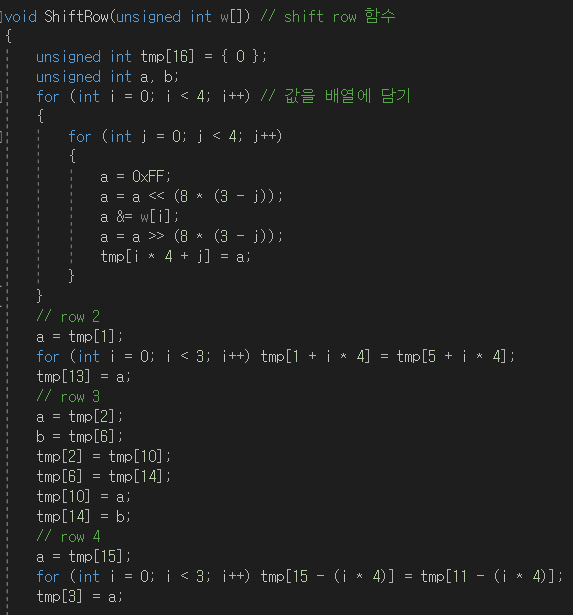 void ShiftRow(unsigned int w[]) // shift row 함수
{
    unsigned int tmp[16] = { 0 };
    unsigned int a, b;
    for (int i = 0; i < 4; i++) // 값을 배열에 담기
    {
        for (int j = 0; j < 4; j++)
        {
            a = 0xFF;
            a = a << (8 * (3 - j));
            a &= w[i];
            a = a >> (8 * (3 - j));
            tmp[i * 4 + j] = a;
        }
    }
    // row 2
    a = tmp[1];
    for (int i = 0; i < 3; i++) tmp[1 + i * 4] = tmp[5 + i * 4];
    tmp[13] = a;
    // row 3
    a = tmp[2];
    b = tmp[6];
    tmp[2] = tmp[10];
    tmp[6] = tmp[14];
    tmp[10] = a;
    tmp[14] = b;
    // row 4
    a = tmp[15];
    for (int i = 0; i < 3; i++) tmp[15 - (i * 4)] = tmp[11 - (i * 4)];
    tmp[3] = a;